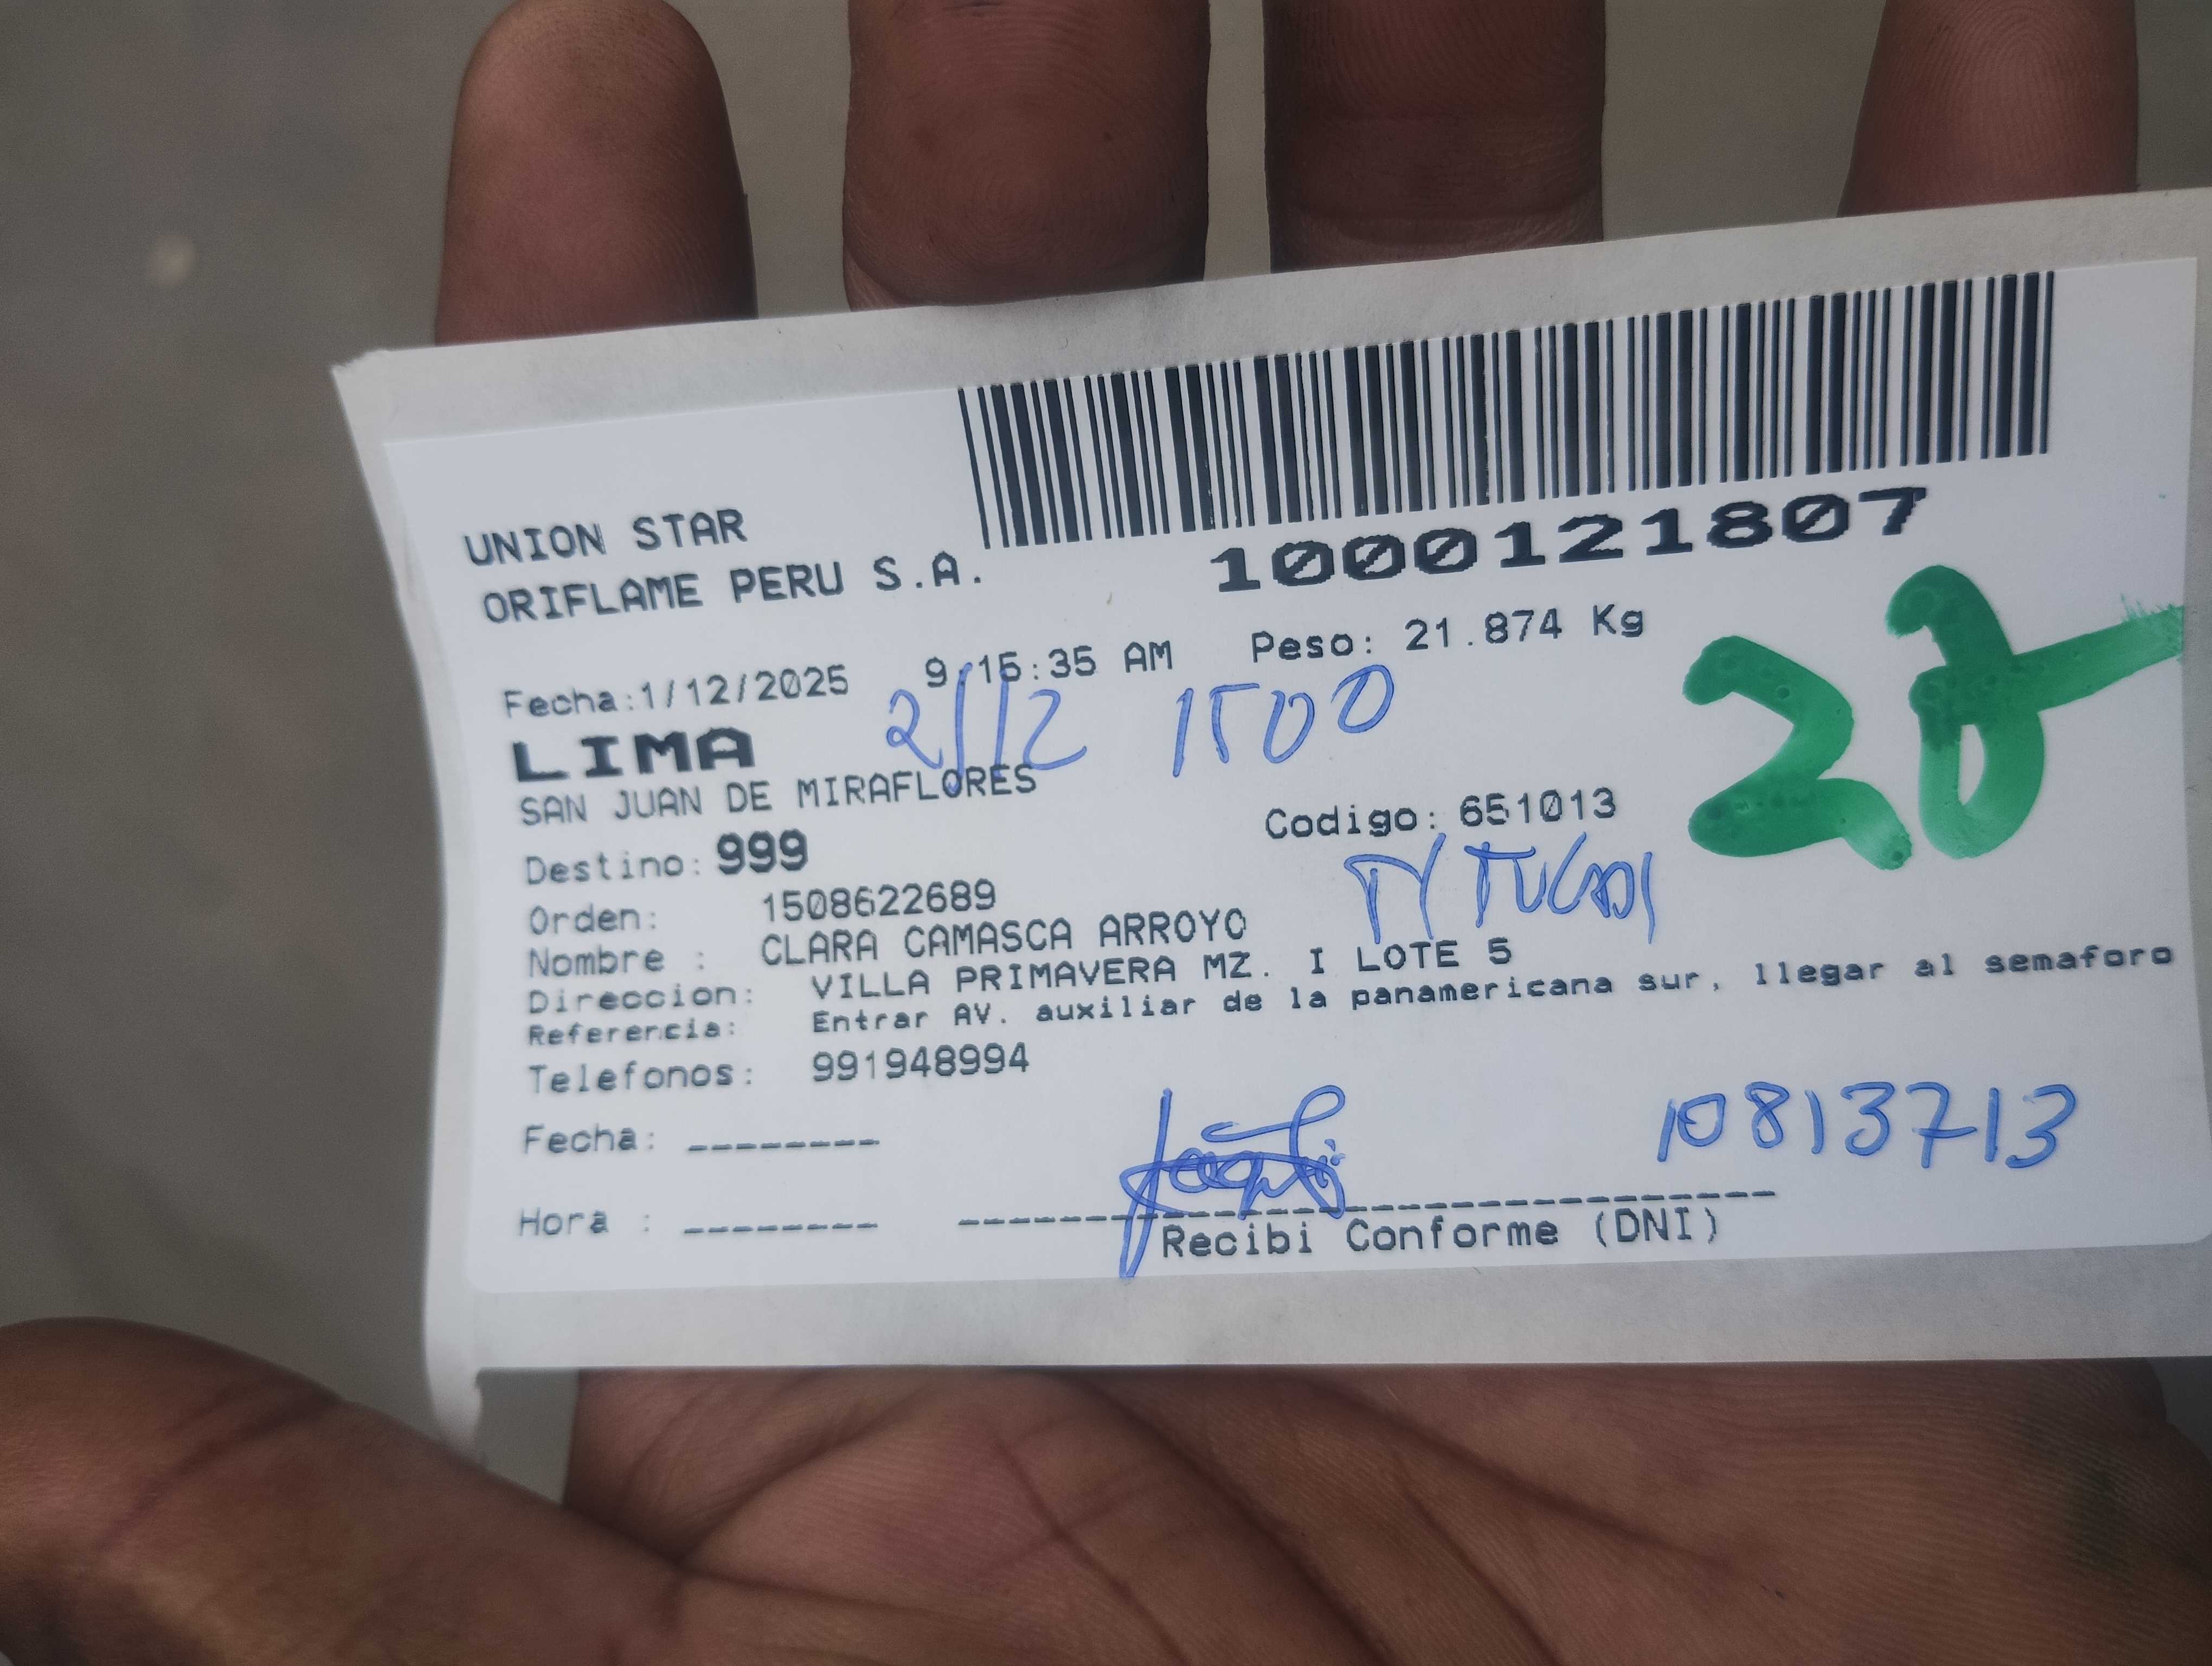 UNION STAR
ORIFLAME PERU S.A.
1000121807
Fecha:1/12/2025 9:15:35 AM Peso: 21.874 Kg
2/12 1500
20
LIMA
SAN JUAN DE MIRAFLORES
Codigo: 651013
Destino: 999
Orden: 1508622689
Nombre : CLARA CAMASCA ARROYO
Direccion: VILLA PRIMAVERA MZ. I LOTE 5
Referencia: Entrar AV. auxiliar de la panamericana sur, llegar al semaforo
Telefonos: 991948994
Fecha: --------
10813713
Hora : --------
Recibi Conforme (DNI)